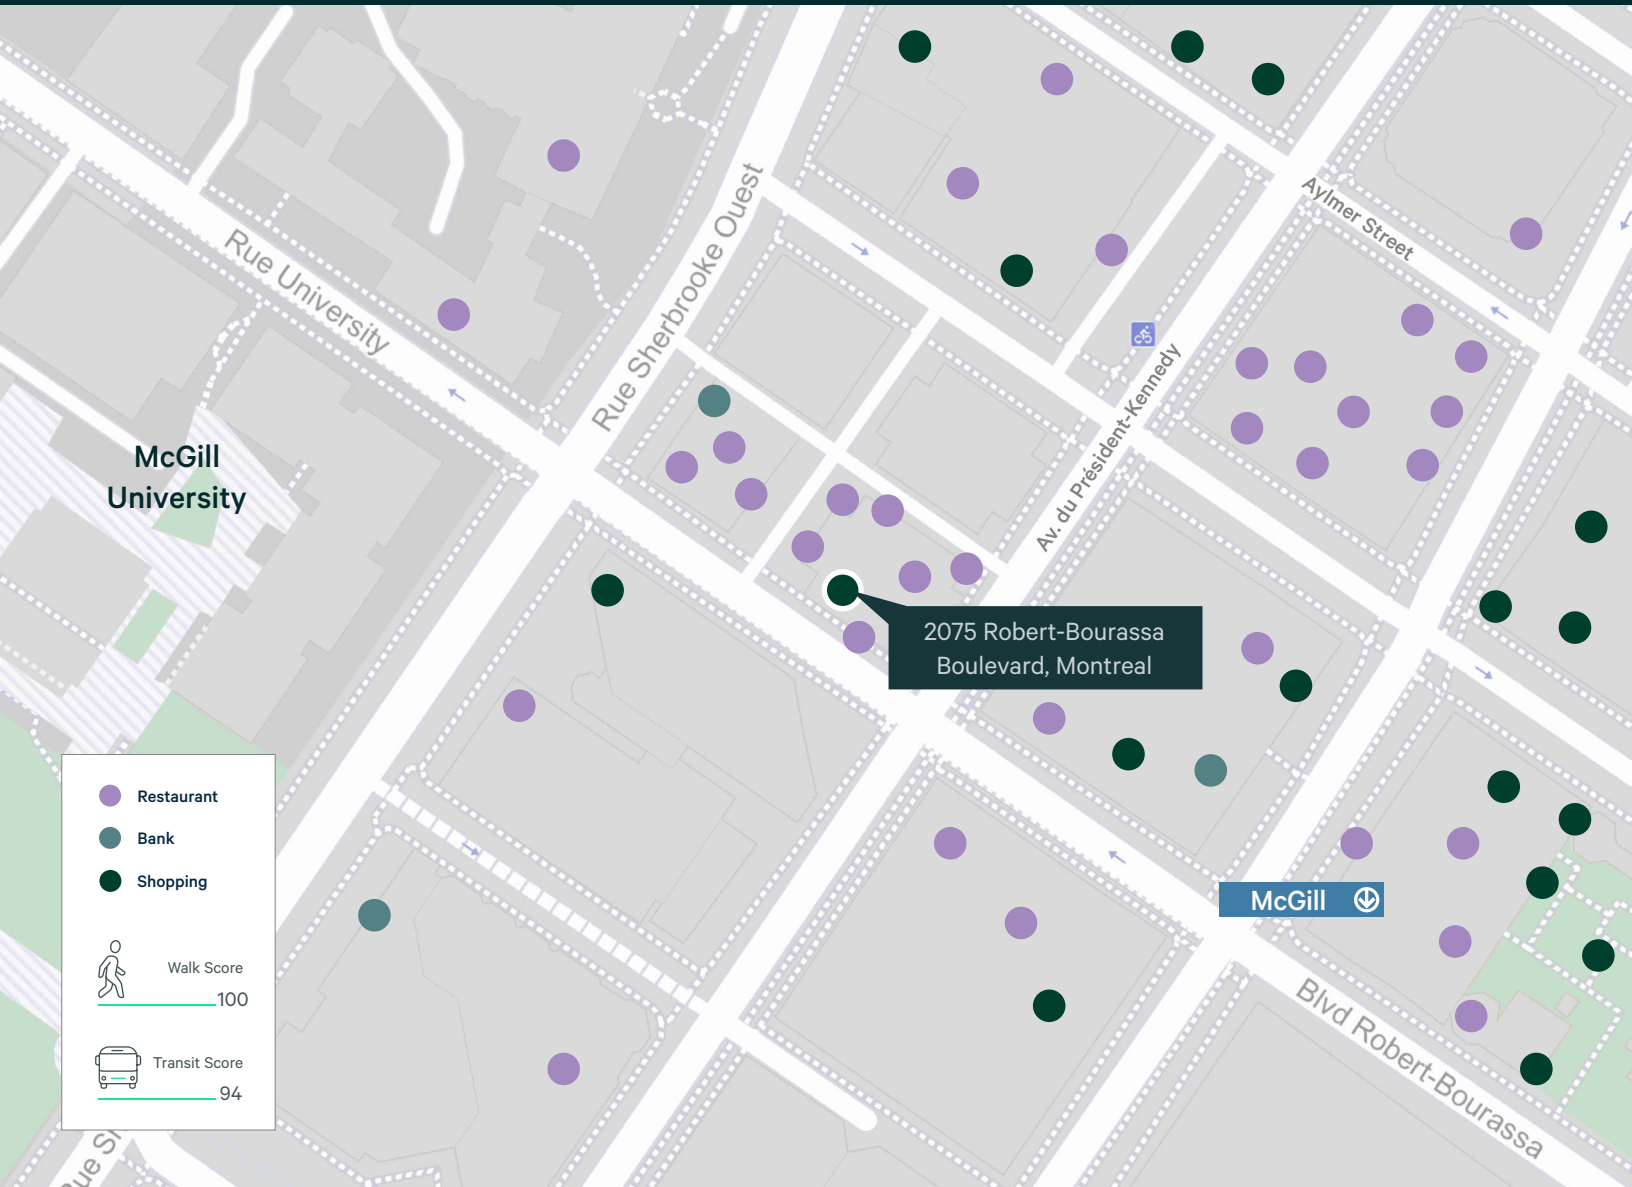 Aylmer Street
Rue University
Rue Sherbrooke Ouest
Av. du Président-Kennedy
McGill
University
2075 Robert-Bourassa
Boulevard, Montreal
Restaurant
Bank
Shopping
McGill
Walk Score
100
Blvd Robert-Bourassa
Transit Score
94
Rue